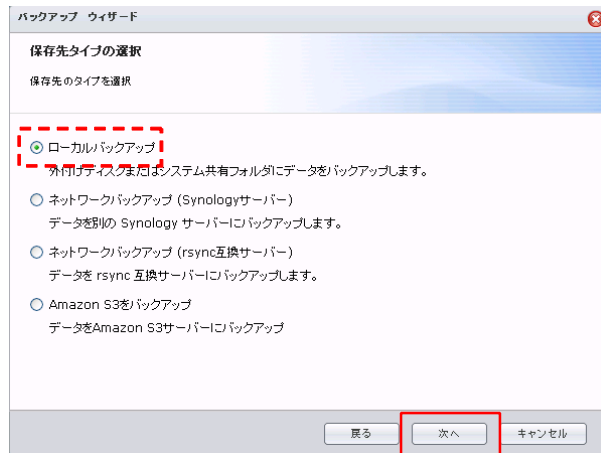 バックアップ ウィザード
保存先タイプの選択
保存先のタイプを選択
ローカルバックアップ
外付けディスクまたはシステム共有フォルダにデータをバックアップします。
ネットワークバックアップ (Synologyサーバー)
データを別の Synology サーバーにバックアップします。
ネットワークバックアップ (rsync互換サーバー)
データを rsync 互換サーバーにバックアップします。
Amazon S3をバックアップ
データをAmazon S3サーバーにバックアップ
戻る 次へ キャンセル